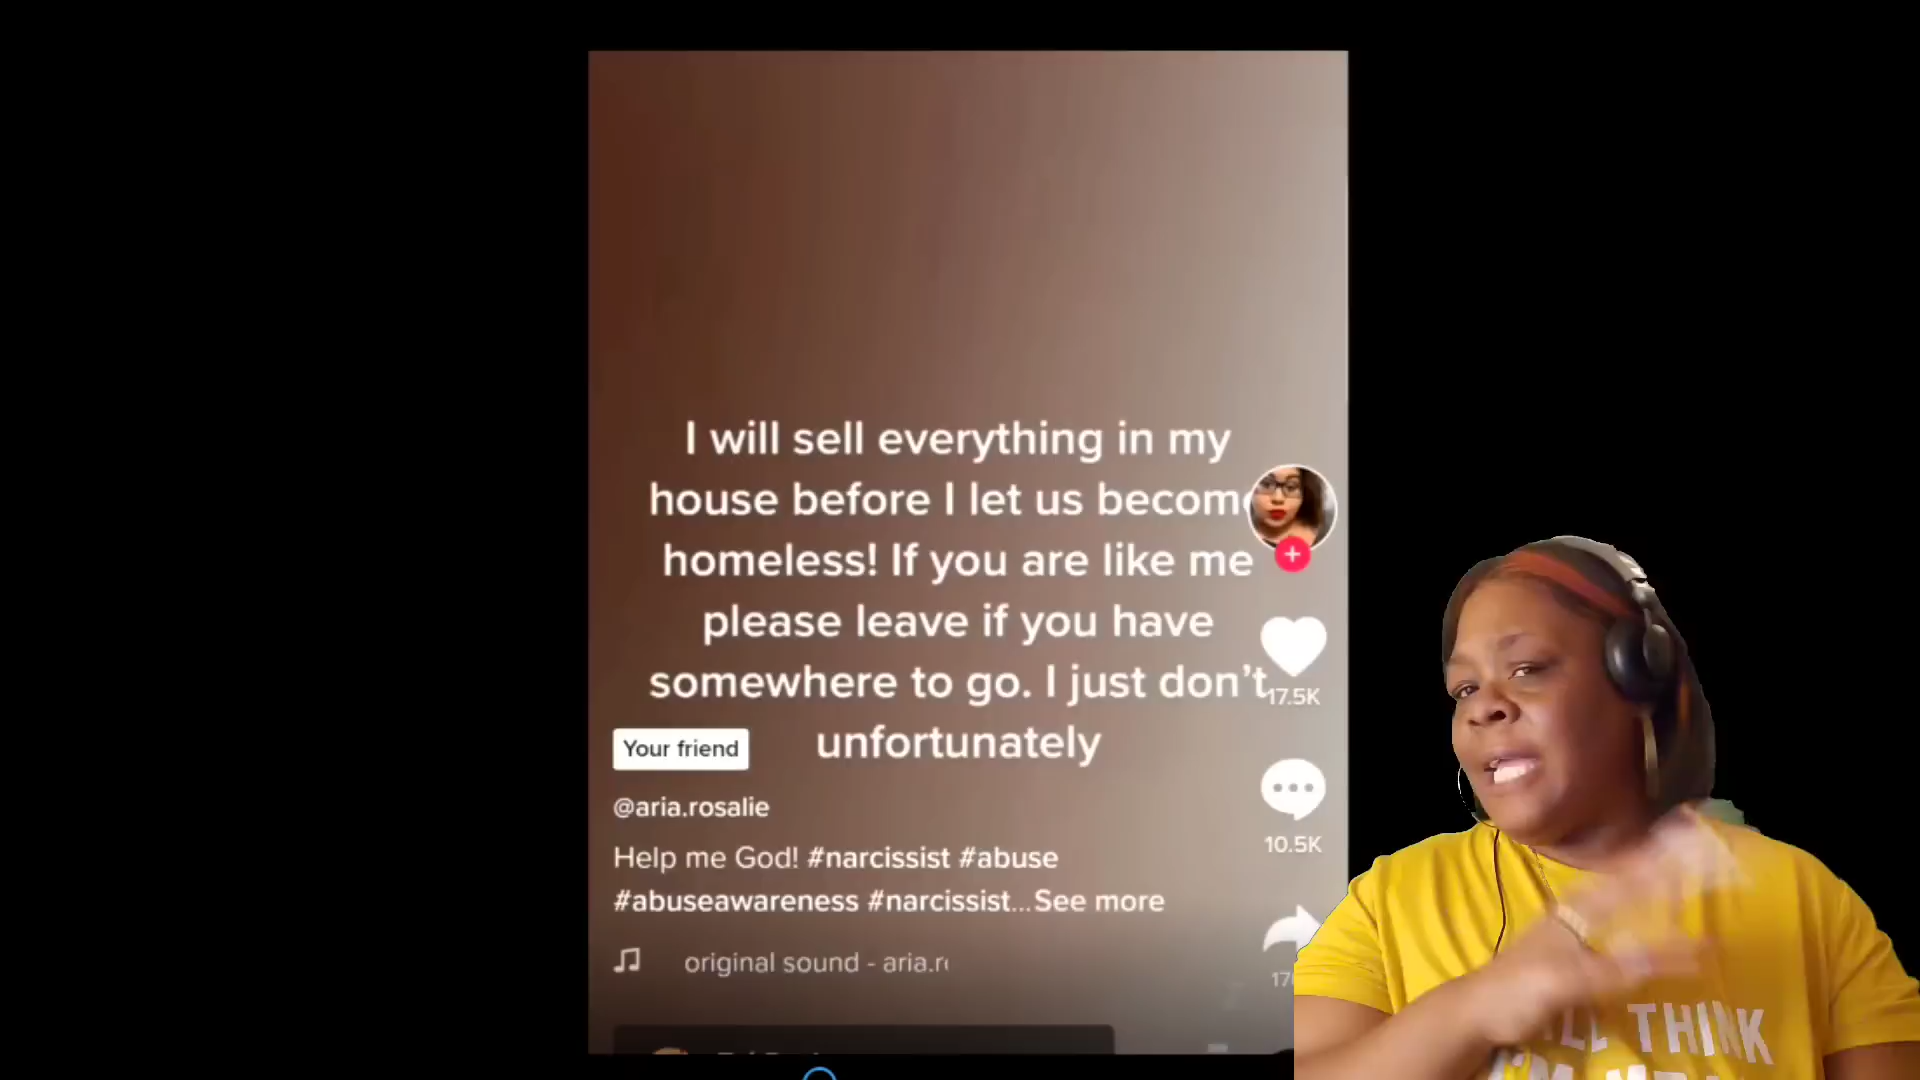 I will sell everything in my
house before I let us become
homeless! If you are like me
please leave if you have
somewhere to go. I just don't
17.5K
Your friend
unfortunately
@aria.rosalie
10.5K
Help me God! #narcissist #abuse
#abuseawareness #narcissist...See more
original sound - aria.r
THINK